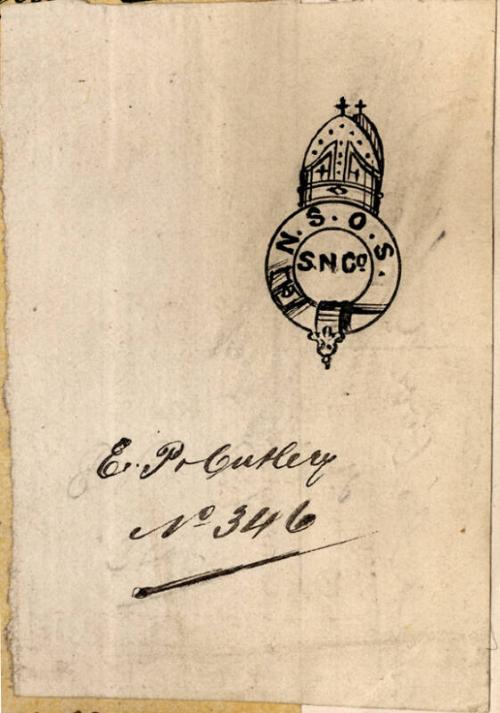 N. S. O. S.
S.N.Co
E. P. Cutlery
No 346